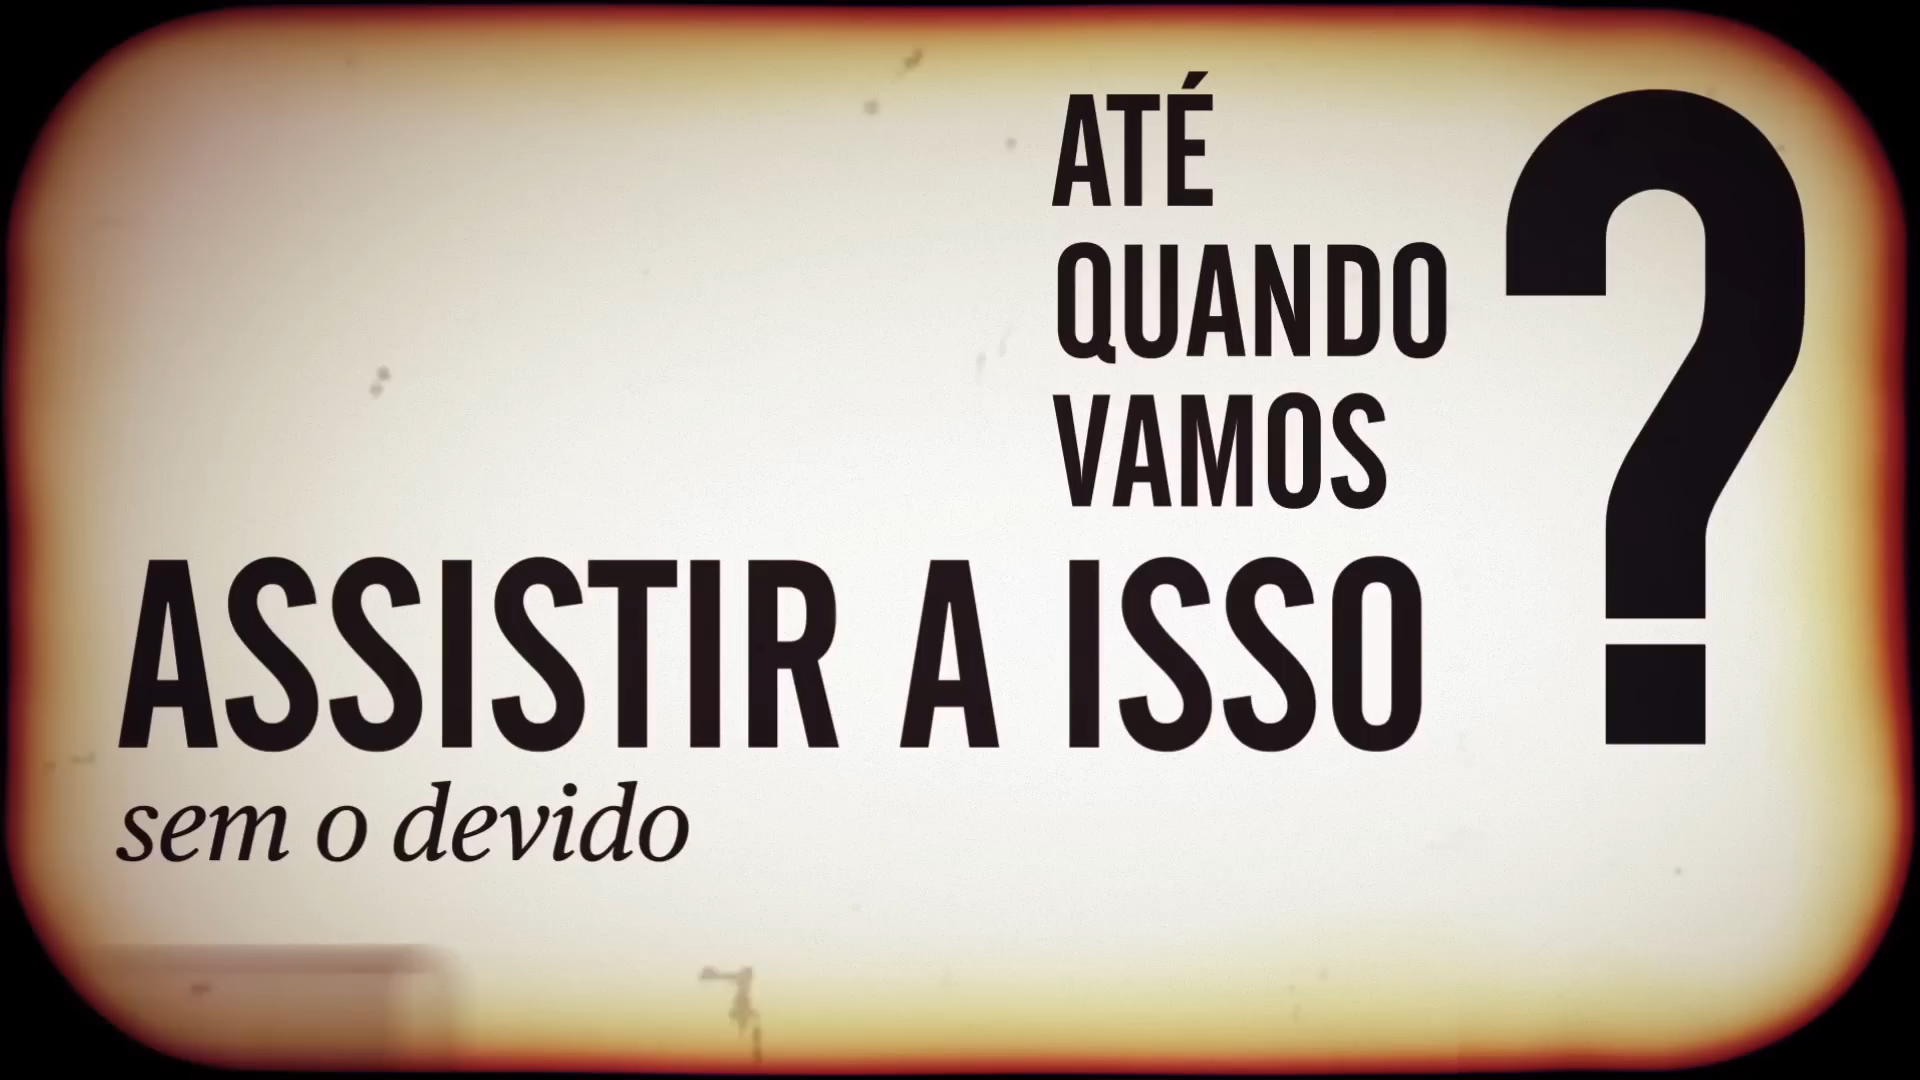 ATÉ
QUANDO
VAMOS
ASSISTIR A ISSO?
sem o devido